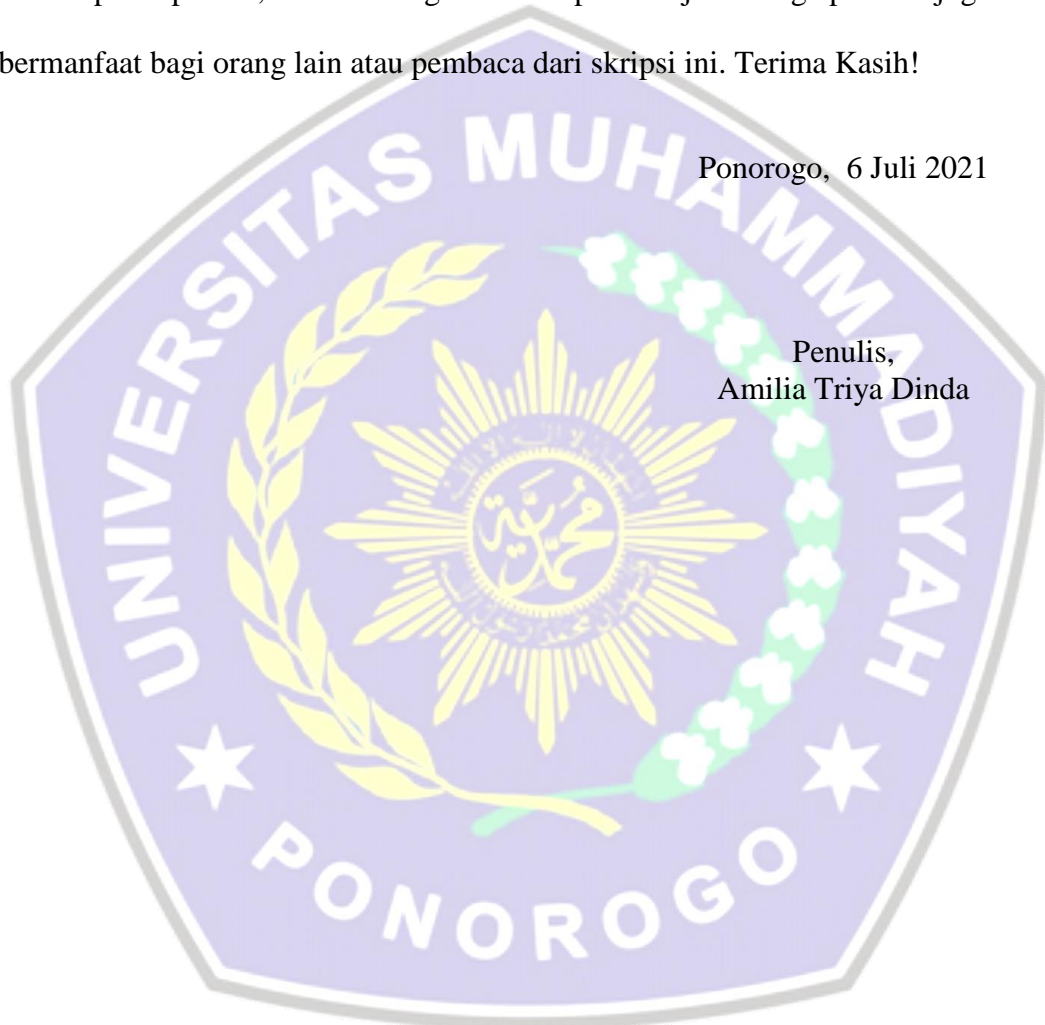 bermanfaat bagi orang lain atau pembaca dari skripsi ini. Terima Kasih!
Ponorogo, 6 Juli 2021
Penulis,
Amilia Triya Dinda
UNIVERSITAS MUHAMMADIYAH
PONOROGO